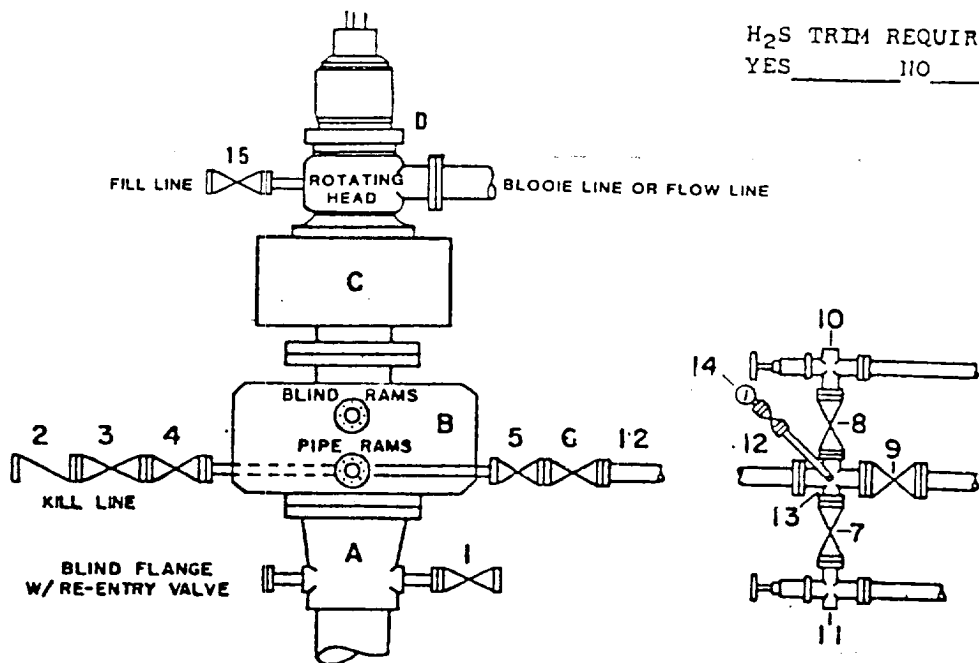 H2S TRIM REQUIR
YES________NO____
D
15
FILL LINE
ROTATING
HEAD
BLOOIE LINE OR FLOW LINE
C
10
14
BLIND RAMS
B
8
PIPE RAMS
2 3 4
5 6 12
12
9
KILL LINE
13
7
A
1
BLIND FLANGE
W/RE-ENTRY VALVE
11